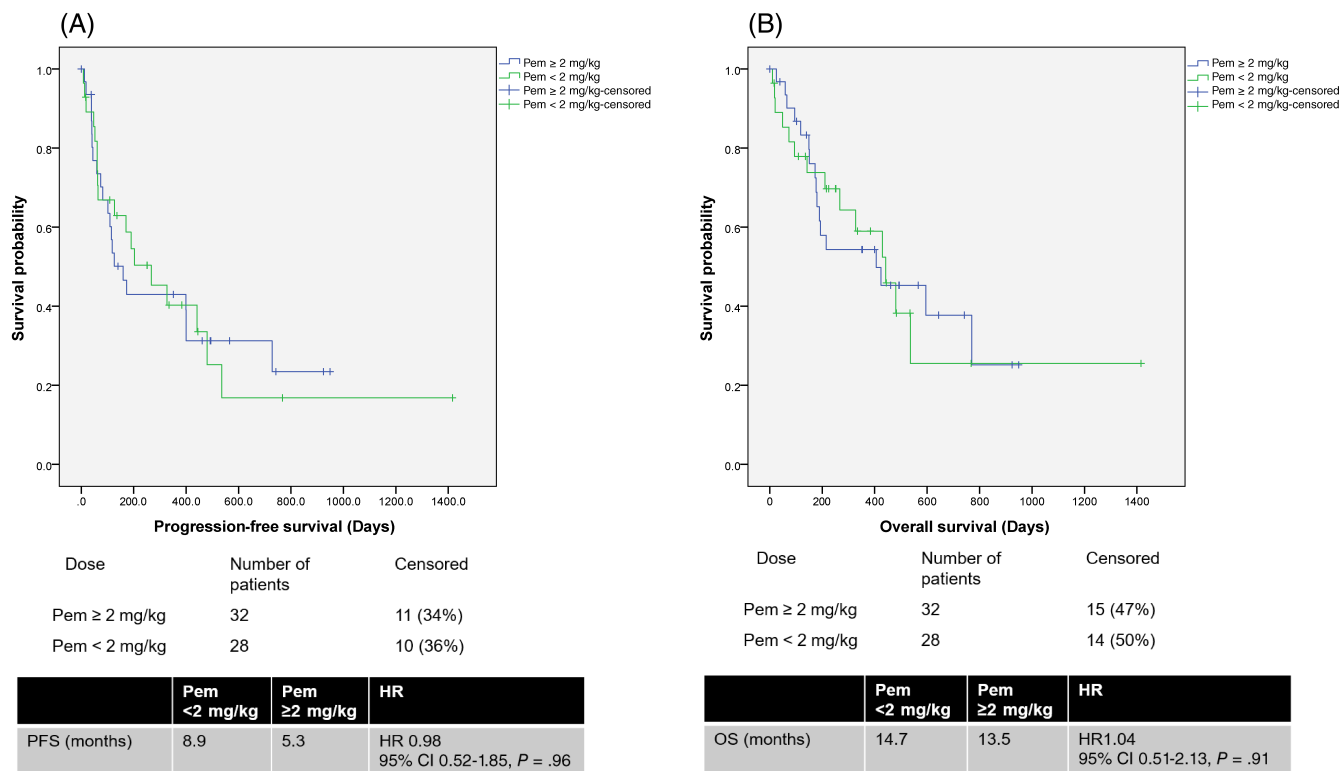 (A)
Pem ≥ 2 mg/kg
Pem < 2 mg/kg
Pem ≥ 2 mg/kg-censored
Pem < 2 mg/kg-censored
Survival probability
1.0
0.8
0.6
0.4
0.2
0.0
.0 200.0 400.0 600.0 800.0 1000.0 1200.0 1400.0
Progression-free survival (Days)
Dose Number of patients Censored
Pem ≥ 2 mg/kg 32 11 (34%)
Pem < 2 mg/kg 28 10 (36%)
Pem <2 mg/kg Pem ≥2 mg/kg HR
PFS (months) 8.9 5.3 HR 0.98
95% CI 0.52-1.85, P = .96
(B)
Pem ≥ 2 mg/kg
Pem < 2 mg/kg
Pem ≥ 2 mg/kg-censored
Pem < 2 mg/kg-censored
Survival probability
1.0
0.8
0.6
0.4
0.2
0.0
0 200 400 600 800 1000 1200 1400
Overall survival (Days)
Dose Number of patients Censored
Pem ≥ 2 mg/kg 32 15 (47%)
Pem < 2 mg/kg 28 14 (50%)
Pem <2 mg/kg Pem ≥2 mg/kg HR
OS (months) 14.7 13.5 HR1.04
95% CI 0.51-2.13, P = .91